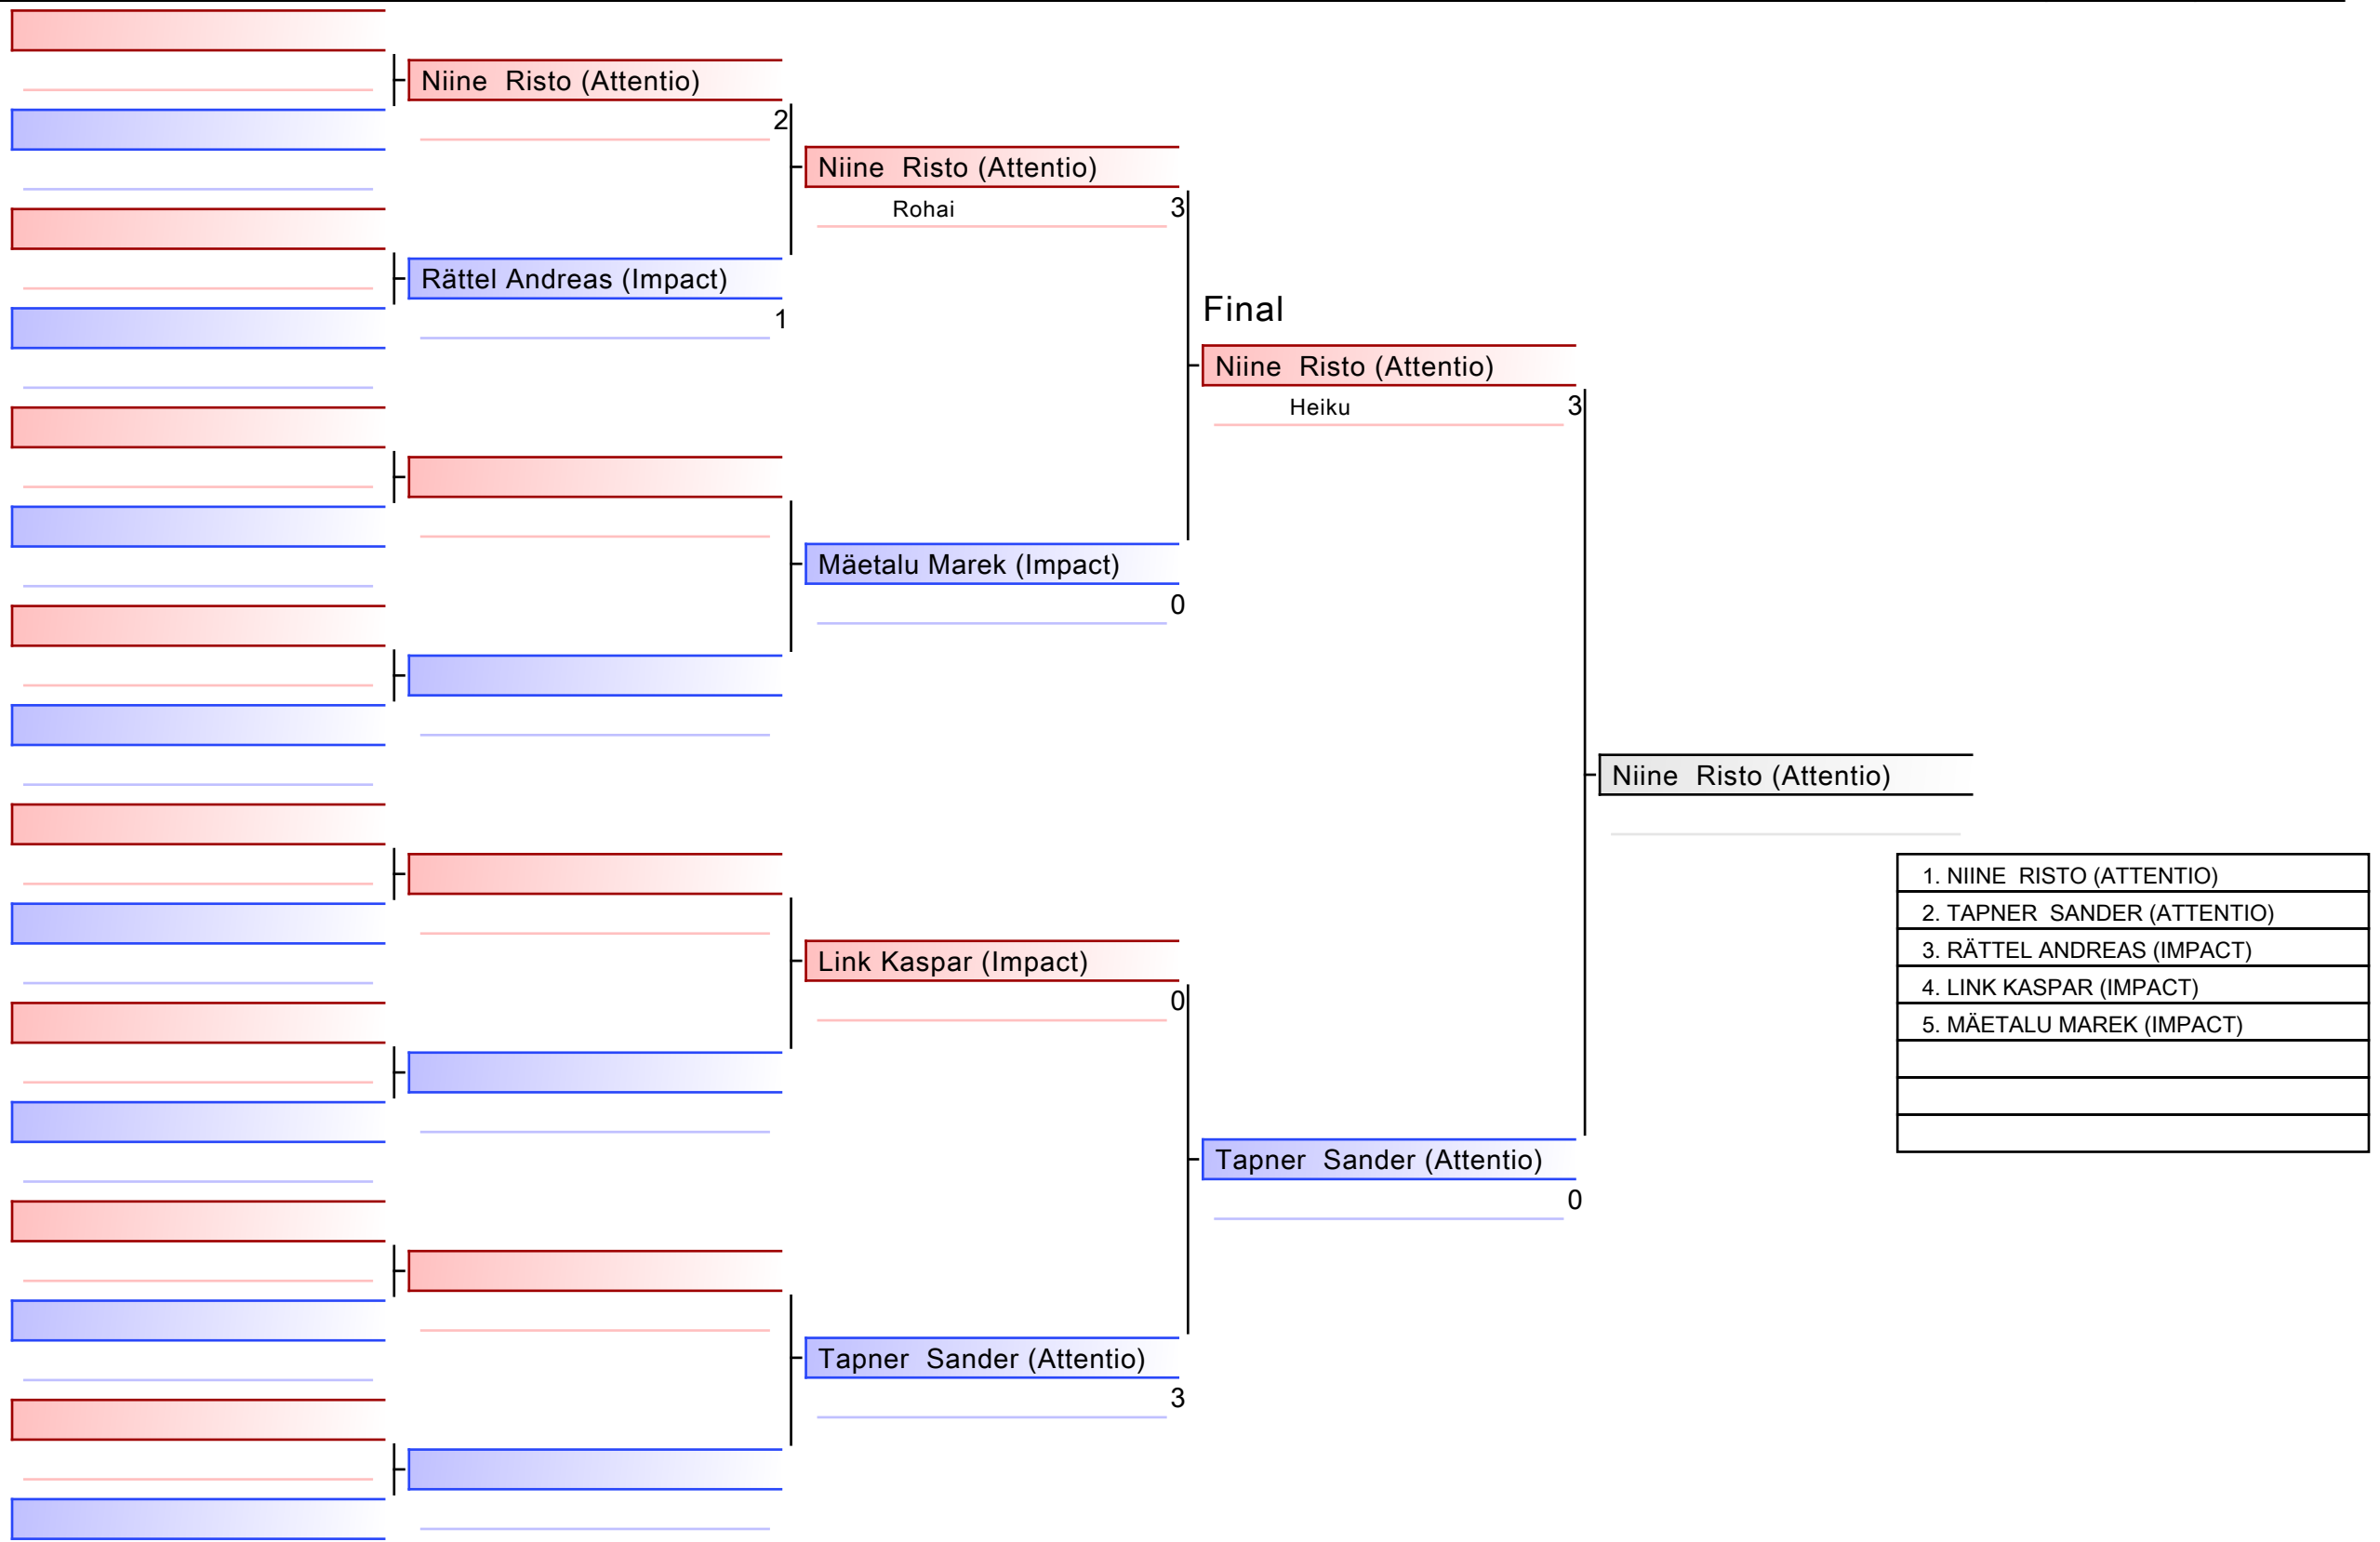 Niine  Risto (Attentio)
2
Rättel Andreas (Impact)
1
Niine  Risto (Attentio)
Rohai 3
Mäetalu Marek (Impact)
0
Link Kaspar (Impact)
0
Tapner  Sander (Attentio)
3
Final
Niine  Risto (Attentio)
Heiku 3
Tapner  Sander (Attentio)
0
Niine  Risto (Attentio)
1. NIINE  RISTO (ATTENTIO)
2. TAPNER  SANDER (ATTENTIO)
3. RÄTTEL ANDREAS (IMPACT)
4. LINK KASPAR (IMPACT)
5. MÄETALU MAREK (IMPACT)